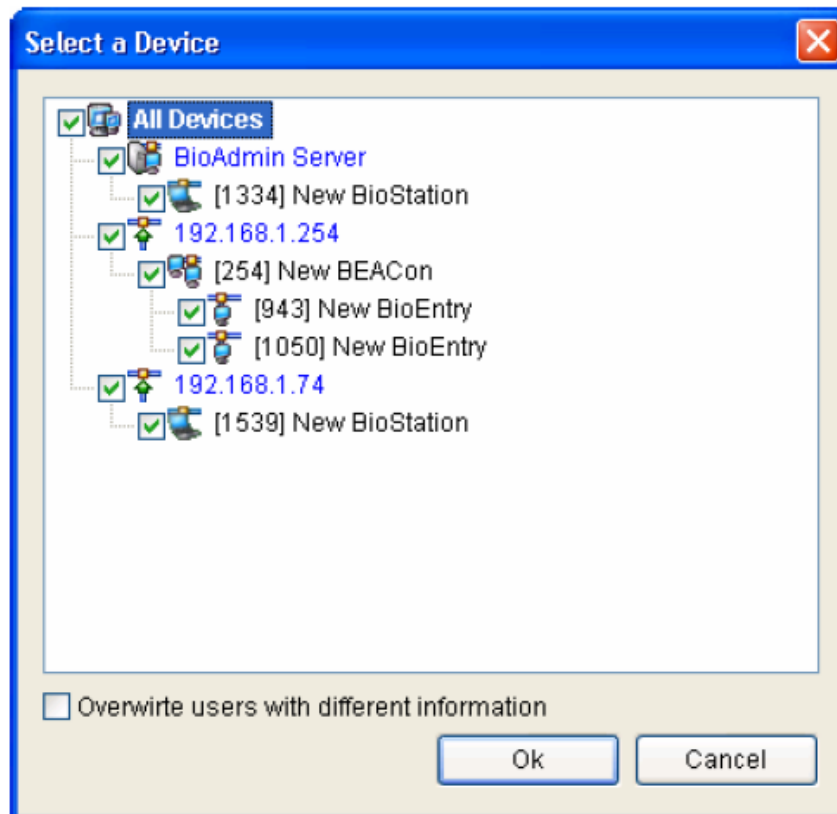 Select a Device
All Devices
BioAdmin Server
[1334] New BioStation
192.168.1.254
[254] New BEACon
[943] New BioEntry
[1050] New BioEntry
192.168.1.74
[1539] New BioStation
Overwirte users with different information
Ok Cancel